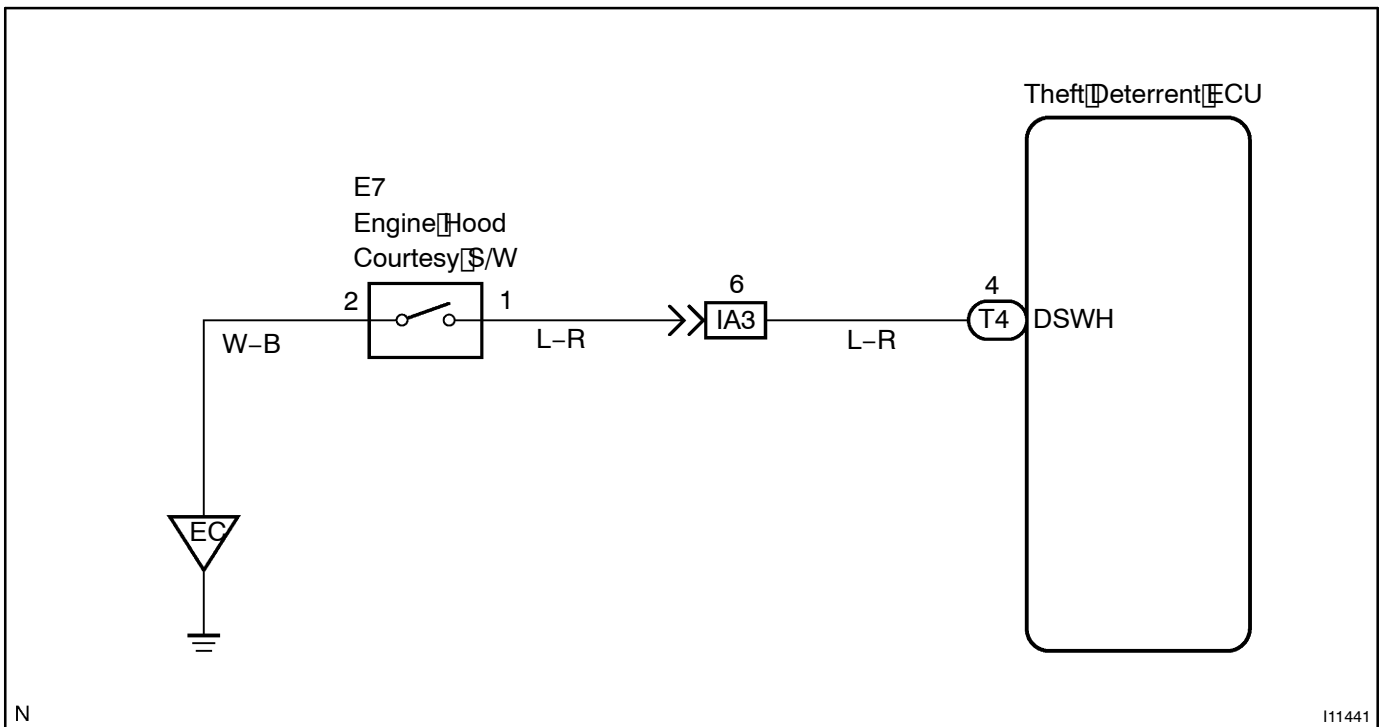 Theft Deterrent ECU
E7
Engine Hood
Courtesy S/W
2
1
6
4
IA3
T4
DSWH
W–B
L–R
L–R
EC
N
I11441